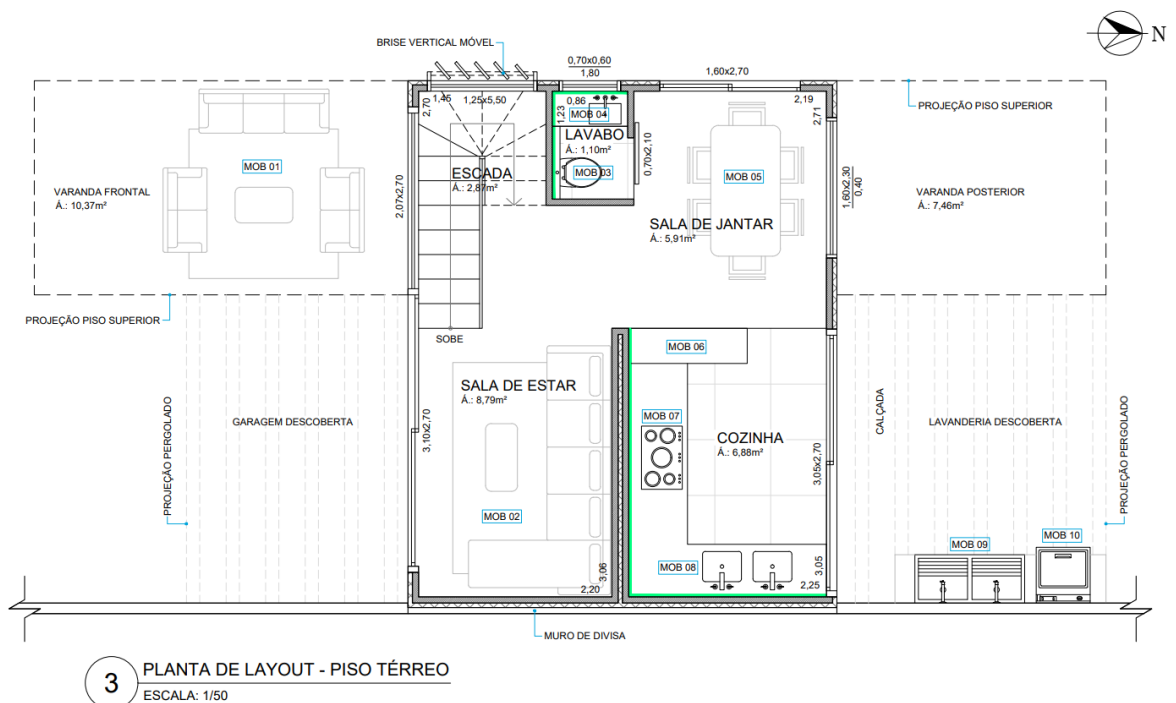 N
BRISE VERTICAL MÓVEL
0,70x0,60
1,80
1,60x2,70
1,45
1,25x5,50
2,70
0,86
MOB 04
1,23
2,19
2,71
PROJEÇÃO PISO SUPERIOR
LAVABO
Á.: 1,10m²
0,70x2,10
MOB 01
MOB 03
MOB 05
ESCADA
Á.: 2,87m²
VARANDA FRONTAL
Á.: 10,37m²
2,07x2,70
1,60x2,30
0,40
VARANDA POSTERIOR
Á.: 7,46m²
SALA DE JANTAR
Á.: 5,91m²
PROJEÇÃO PISO SUPERIOR
SOBE
MOB 06
SALA DE ESTAR
Á.: 8,79m²
PROJEÇÃO PERGOLADO
GARAGEM DESCOBERTA
3,10x2,70
MOB 07
COZINHA
Á.: 6,88m²
3,05x2,70
CALÇADA
LAVANDERIA DESCOBERTA
PROJEÇÃO PERGOLADO
MOB 02
MOB 09
MOB 10
3,06
2,20
MOB 08
3,05
2,25
MURO DE DIVISA
3
PLANTA DE LAYOUT - PISO TÉRREO
ESCALA: 1/50